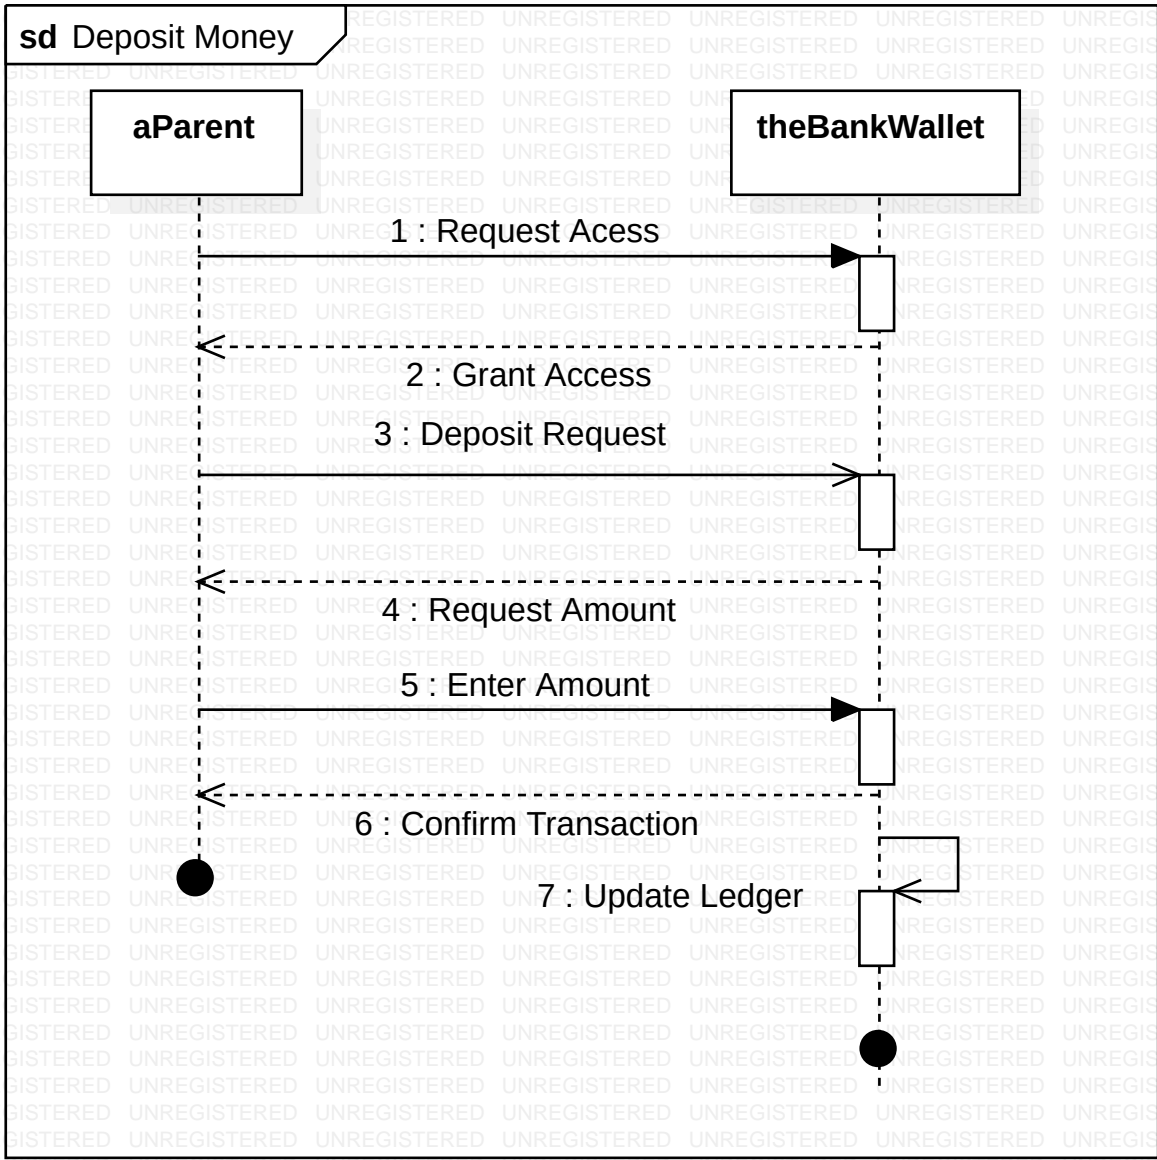 sd Deposit Money
aParent
theBankWallet
1 : Request Acess
2 : Grant Access
3 : Deposit Request
4 : Request Amount
5 : Enter Amount
6 : Confirm Transaction
7 : Update Ledger
UNREGISTERED